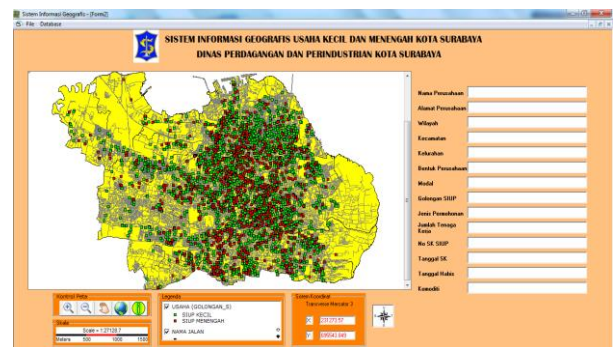 Sistem Informasi Geografis - [Form2]
File Database
SISTEM INFORMASI GEOGRAFIS USAHA KECIL DAN MENENGAH KOTA SURABAYA
DINAS PERDAGANGAN DAN PERINDUSTRIAN KOTA SURABAYA
Nama Perusahaan
Alamat Perusahaan
Wilayah
Kecamatan
Kelurahan
Bentuk Perusahaan
Modal
Golongan SIUP
Jenis Permohonan
Jumlah Tenaga
Kerja
No SK SIUP
Tanggal SK
Tanggal Habis
Komoditi
Kontrol Peta
Skala
Scale = 1:27128.7
Meters 500 1000 1500
Legenda
USAHA (GOLONGAN_S)
SIUP KECIL
SIUP MENENGAH
NAMA JALAN
Sistem Koordinat
Transverse Mercator 3
X:
Y: